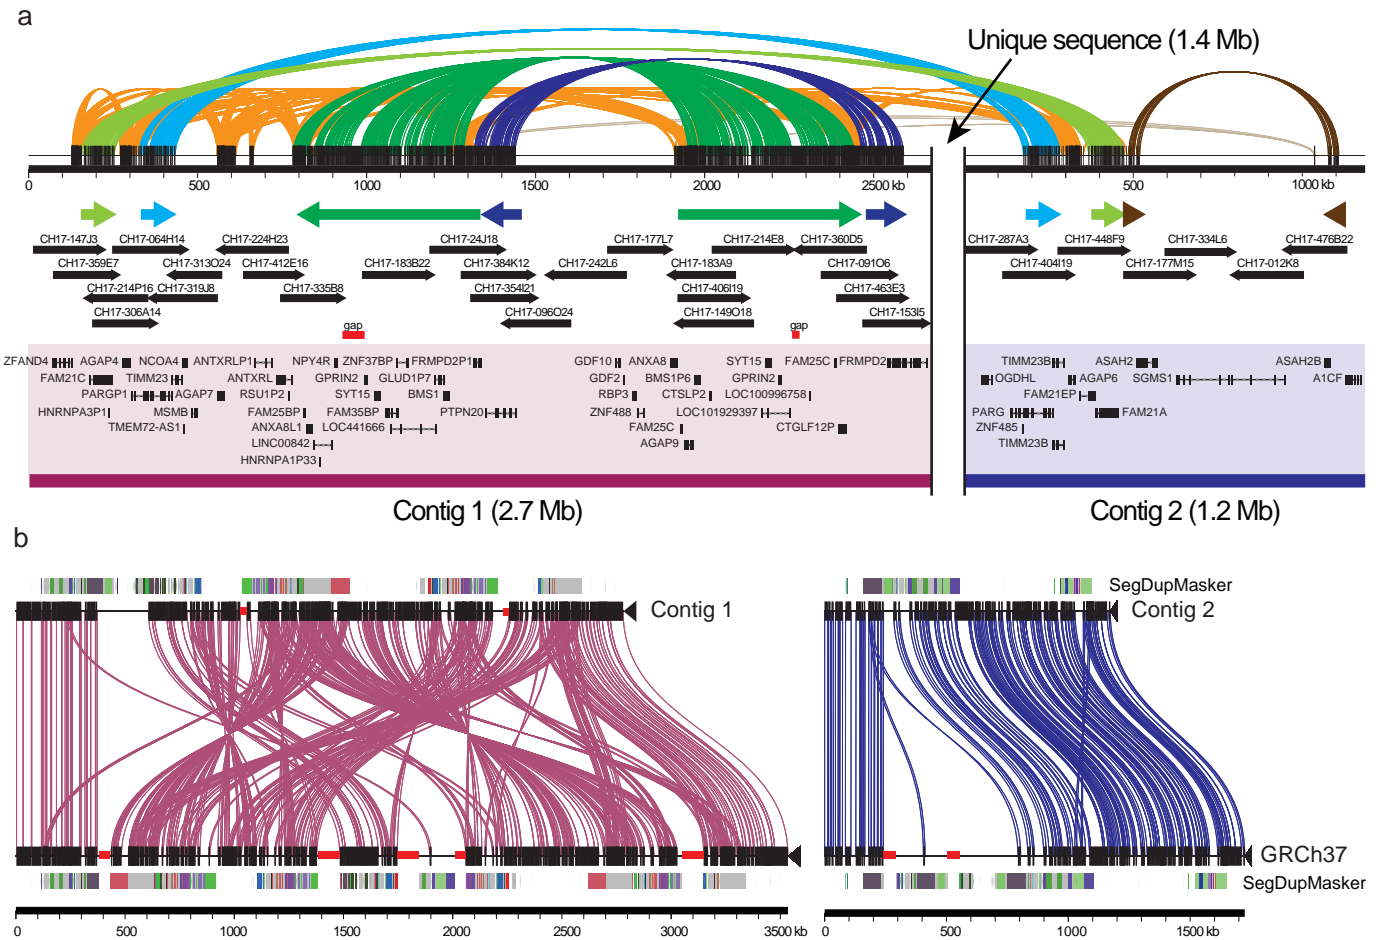 a
Unique sequence (1.4 Mb)
0 500 1000 1500 2000 2500 kb 500 1000 kb
CH17-147J3 CH17-064H14 CH17-224H23 CH17-24J18 CH17-177L7 CH17-214E8 CH17-360D5 CH17-287A3 CH17-448F9 CH17-334L6 CH17-476B22
CH17-359E7 CH17-313O24 CH17-412E16 CH17-183B22 CH17-384K12 CH17-242L6 CH17-183A9 CH17-091O6 CH17-404I19 CH17-177M15 CH17-012K8
CH17-214P16 CH17-319J8 CH17-335B8 CH17-354I21 CH17-406I19 CH17-463E3
CH17-306A14 CH17-096O24 CH17-149O18 CH17-153I5
gap gap
ZFAND4 AGAP4 NCOA4 ANTXRLP1 NPY4R ZNF37BP FRMPD2P1 GDF10 ANXA8 SYT15 FAM25C FRMPD2 TIMM23B ASAH2 ASAH2B
FAM21C TIMM23 ANTXRL GPRIN2 GLUD1P7 GDF2 BMS1P6 GPRIN2 OGDHL AGAP6 SGMS1 A1CF
PARGP1 AGAP7 RSU1P2 SYT15 BMS1 RBP3 CTSLP2 LOC100996758 FAM21EP
HNRNPA3P1 MSMB FAM25BP FAM35BP PTPN20 ZNF488 LOC101929397 PARG FAM21A
TMEM72-AS1 ANXA8L1 LOC441666 FAM25C CTGLF12P ZNF485
LINC00842 AGAP9 TIMM23B
HNRNPA1P33
Contig 1 (2.7 Mb) Contig 2 (1.2 Mb)
b
SegDupMasker
Contig 1 Contig 2
GRCh37
SegDupMasker
0 500 1000 1500 2000 2500 3000 3500 kb 0 500 1000 1500 kb